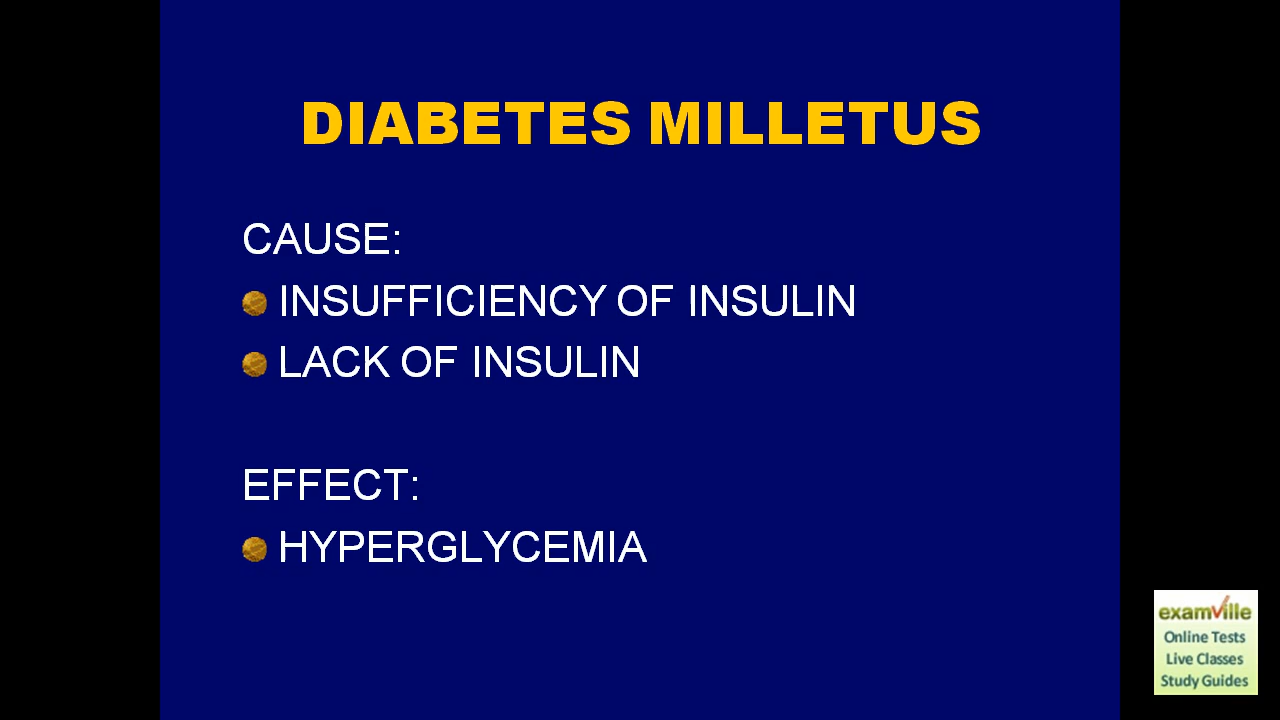 DIABETES MILLETUS
CAUSE:
INSUFFICIENCY OF INSULIN
LACK OF INSULIN
EFFECT:
HYPERGLYCEMIA
examville
Online Tests
Live Classes
Study Guides